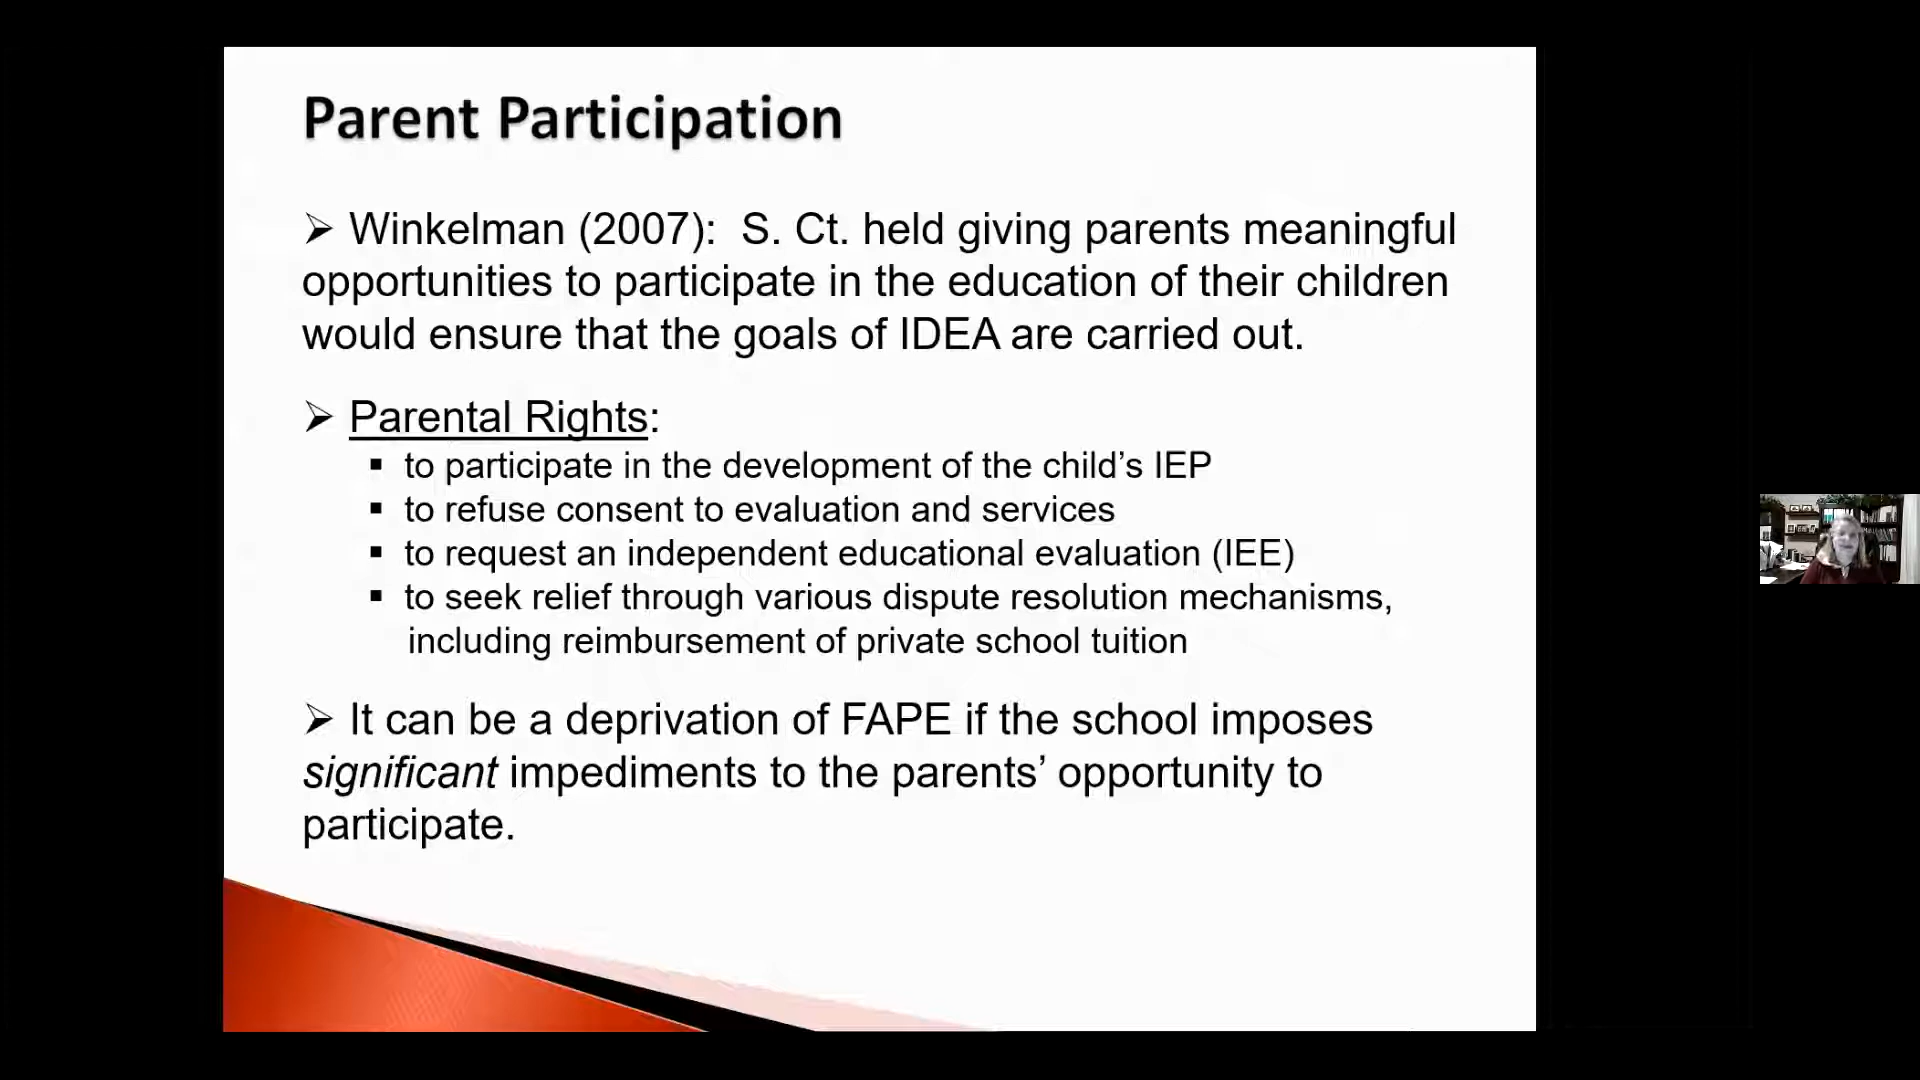 Parent Participation
➢ Winkelman (2007): S. Ct. held giving parents meaningful
opportunities to participate in the education of their children
would ensure that the goals of IDEA are carried out.
➢ Parental Rights:
▪ to participate in the development of the child’s IEP
▪ to refuse consent to evaluation and services
▪ to request an independent educational evaluation (IEE)
▪ to seek relief through various dispute resolution mechanisms,
including reimbursement of private school tuition
➢ It can be a deprivation of FAPE if the school imposes
significant impediments to the parents’ opportunity to
participate.